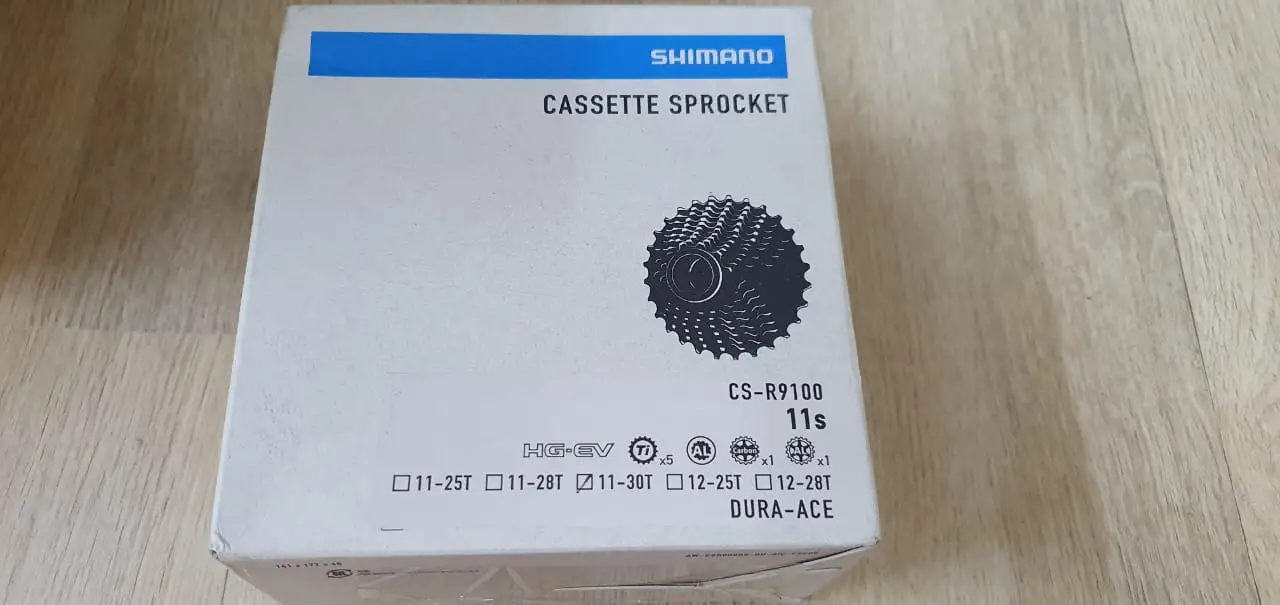 SHIMANO
CASSETTE SPROCKET
CS-R9100
11s
HG-EV Ti x5 AL Carbon x1 DALC x1
11-25T 11-28T 11-30T 12-25T 12-28T
DURA-ACE